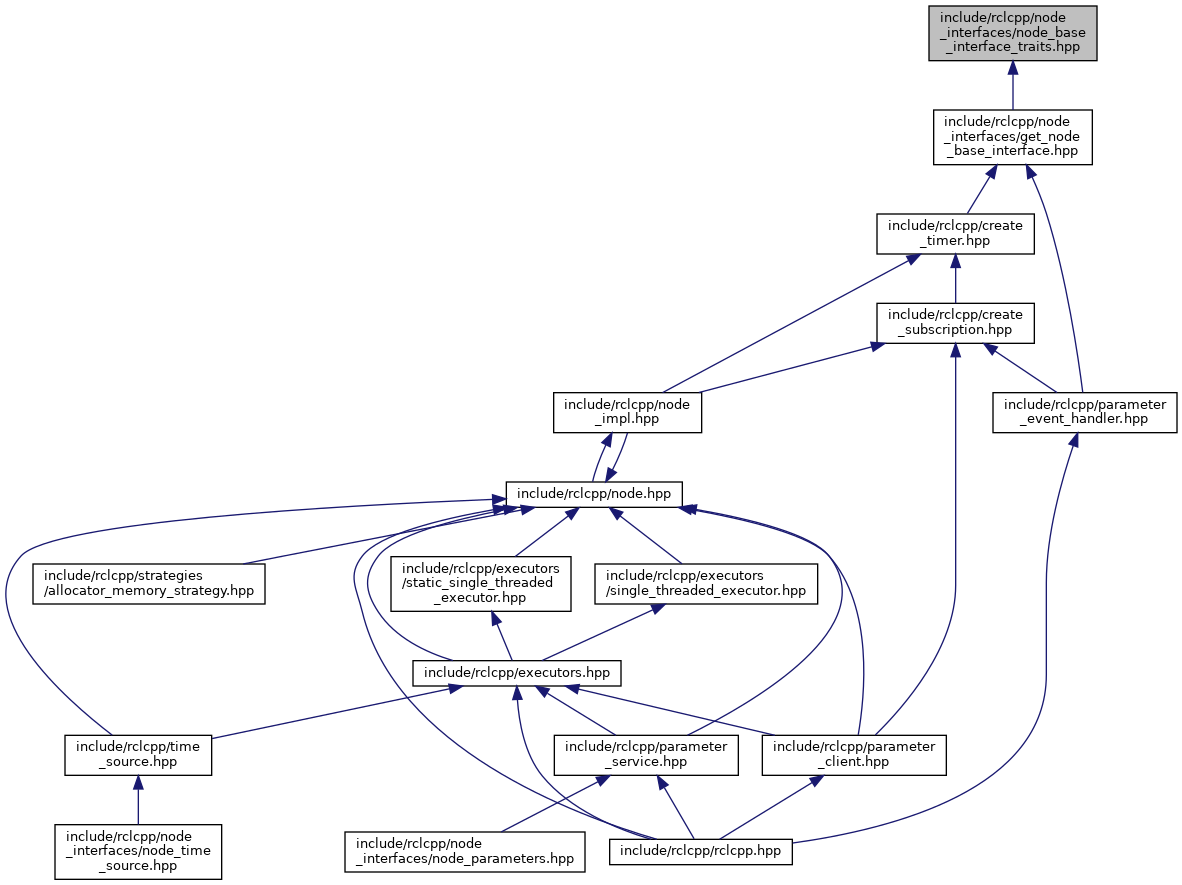 include/rclcpp/node
_interfaces/node_base
_interface_traits.hpp
include/rclcpp/node
_interfaces/get_node
_base_interface.hpp
include/rclcpp/create
_timer.hpp
include/rclcpp/create
_subscription.hpp
include/rclcpp/node
_impl.hpp
include/rclcpp/parameter
_event_handler.hpp
include/rclcpp/node.hpp
include/rclcpp/strategies
/allocator_memory_strategy.hpp
include/rclcpp/executors
/static_single_threaded
_executor.hpp
include/rclcpp/executors
/single_threaded_executor.hpp
include/rclcpp/executors.hpp
include/rclcpp/time
_source.hpp
include/rclcpp/parameter
_service.hpp
include/rclcpp/parameter
_client.hpp
include/rclcpp/node
_interfaces/node_time
_source.hpp
include/rclcpp/node
_interfaces/node_parameters.hpp
include/rclcpp/rclcpp.hpp